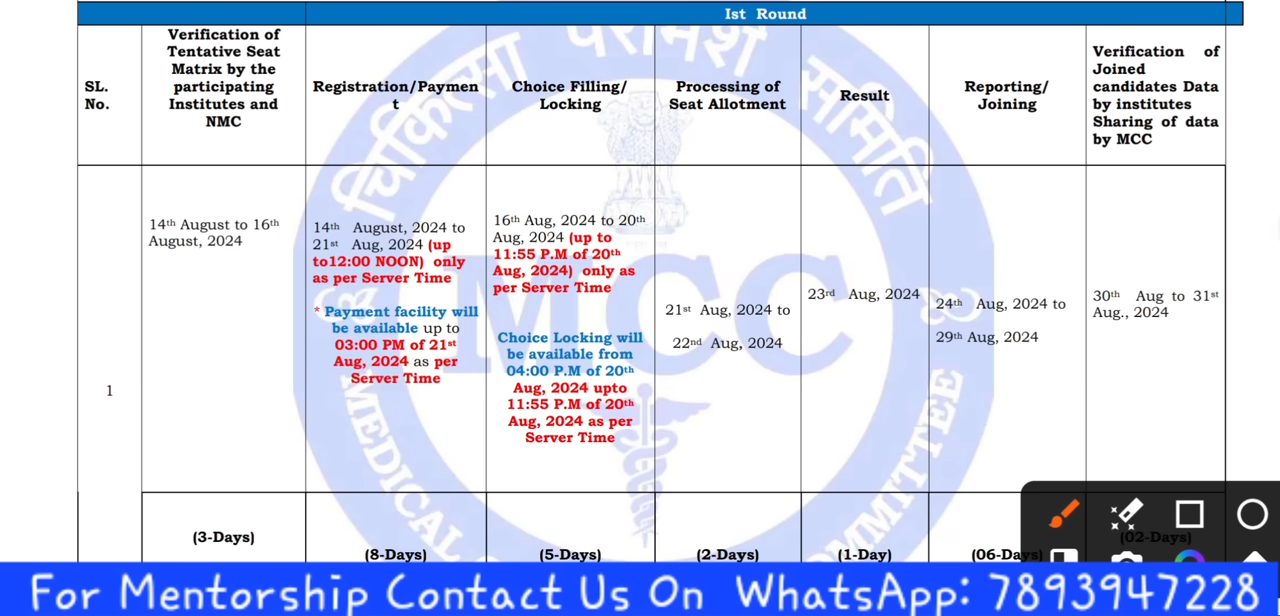 Ist Round
SL.
No.
Verification of
Tentative Seat
Matrix by the
participating
Institutes and
NMC
Registration/Paymen
t
Choice Filling/
Locking
Processing of
Seat Allotment
Result
Reporting/
Joining
Verification of
Joined
candidates Data
by institutes
Sharing of data
by MCC
1
14th August to 16th
August, 2024
14th August, 2024 to
21st Aug, 2024 (up
to12:00 NOON) only
as per Server Time
* Payment facility will
be available up to
03:00 PM of 21st
Aug, 2024 as per
Server Time
16th Aug, 2024 to 20th
Aug, 2024 (up to
11:55 P.M of 20th
Aug, 2024) only as
per Server Time
Choice Locking will
be available from
04:00 P.M of 20th
Aug, 2024 upto
11:55 P.M of 20th
Aug, 2024 as per
Server Time
21st Aug, 2024 to
22nd Aug, 2024
23rd Aug, 2024
24th Aug, 2024 to
29th Aug, 2024
30th Aug to 31st
Aug., 2024
(3-Days)
(8-Days)
(5-Days)
(2-Days)
(1-Day)
(06-Days)
(02-Days)
चिकित्सा परामर्श समिति
MCC
MEDICAL
COMMITTEE
For Mentorship Contact Us On WhatsApp: 7893947228